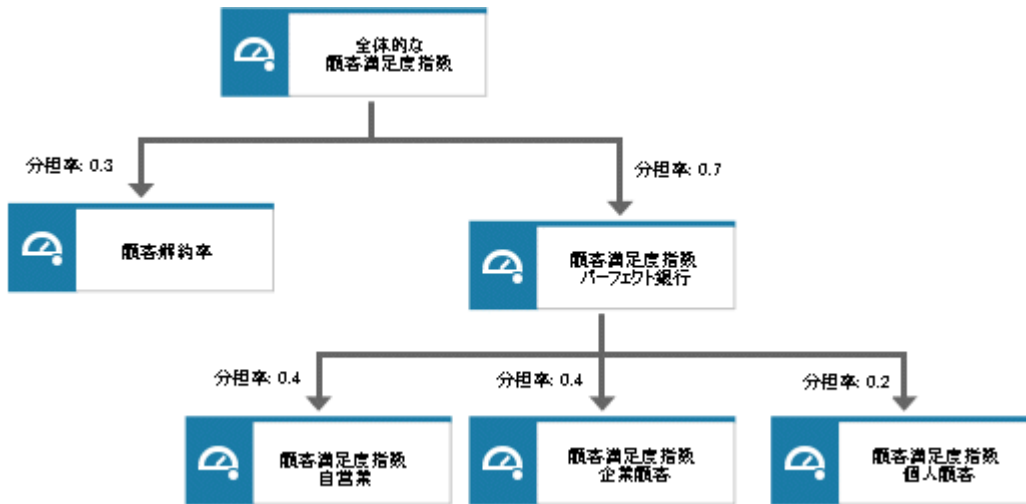 全体的な
顧客満足度指数
分担率: 0.3
分担率: 0.7
顧客解約率
顧客満足度指数
パーフェクト銀行
分担率: 0.4
分担率: 0.4
分担率: 0.2
顧客満足度指数
自営業
顧客満足度指数
企業顧客
顧客満足度指数
個人顧客